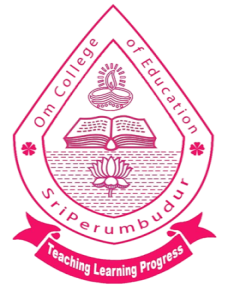 Om College of Education
SriPerumbudur
Teaching Learning Progress